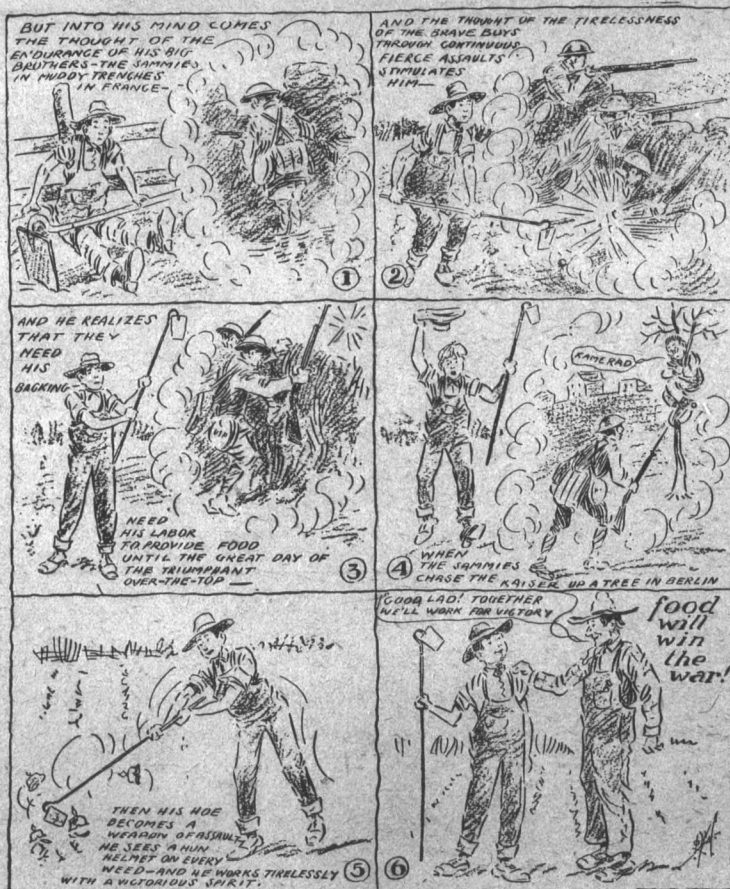 BUT INTO HIS MIND COMES
THE THOUGHT OF THE
ENDURANCE OF HIS BIG
BROTHERS—THE SAMMIES
IN MUDDY TRENCHES
IN FRANCE—
1
AND THE THOUGHT OF THE TIRELESSNESS
OF THE BRAVE BOYS
THROUGH CONTINUOUS
FIERCE ASSAULTS
STIMULATES
HIM—
2
AND HE REALIZES
THAT THEY
NEED
HIS
BACKING
NEED
HIS LABOR
TO PROVIDE FOOD
UNTIL THE GREAT DAY OF
THE TRIUMPHANT
OVER-THE-TOP—
3
KAMERAD
4
WHEN
THE SAMMIES
CHASE THE KAISER UP A TREE IN BERLIN
THEN HIS HOE
BECOMES A
WEAPON OF ASSAULT
HE SEES A HUN
HELMET ON EVERY
WEED—AND HE WORKS TIRELESSLY
WITH A VICTORIOUS SPIRIT.
5
GOOD LAD! TOGETHER
WE'LL WORK FOR VICTORY
food
will
win
the
war!
6